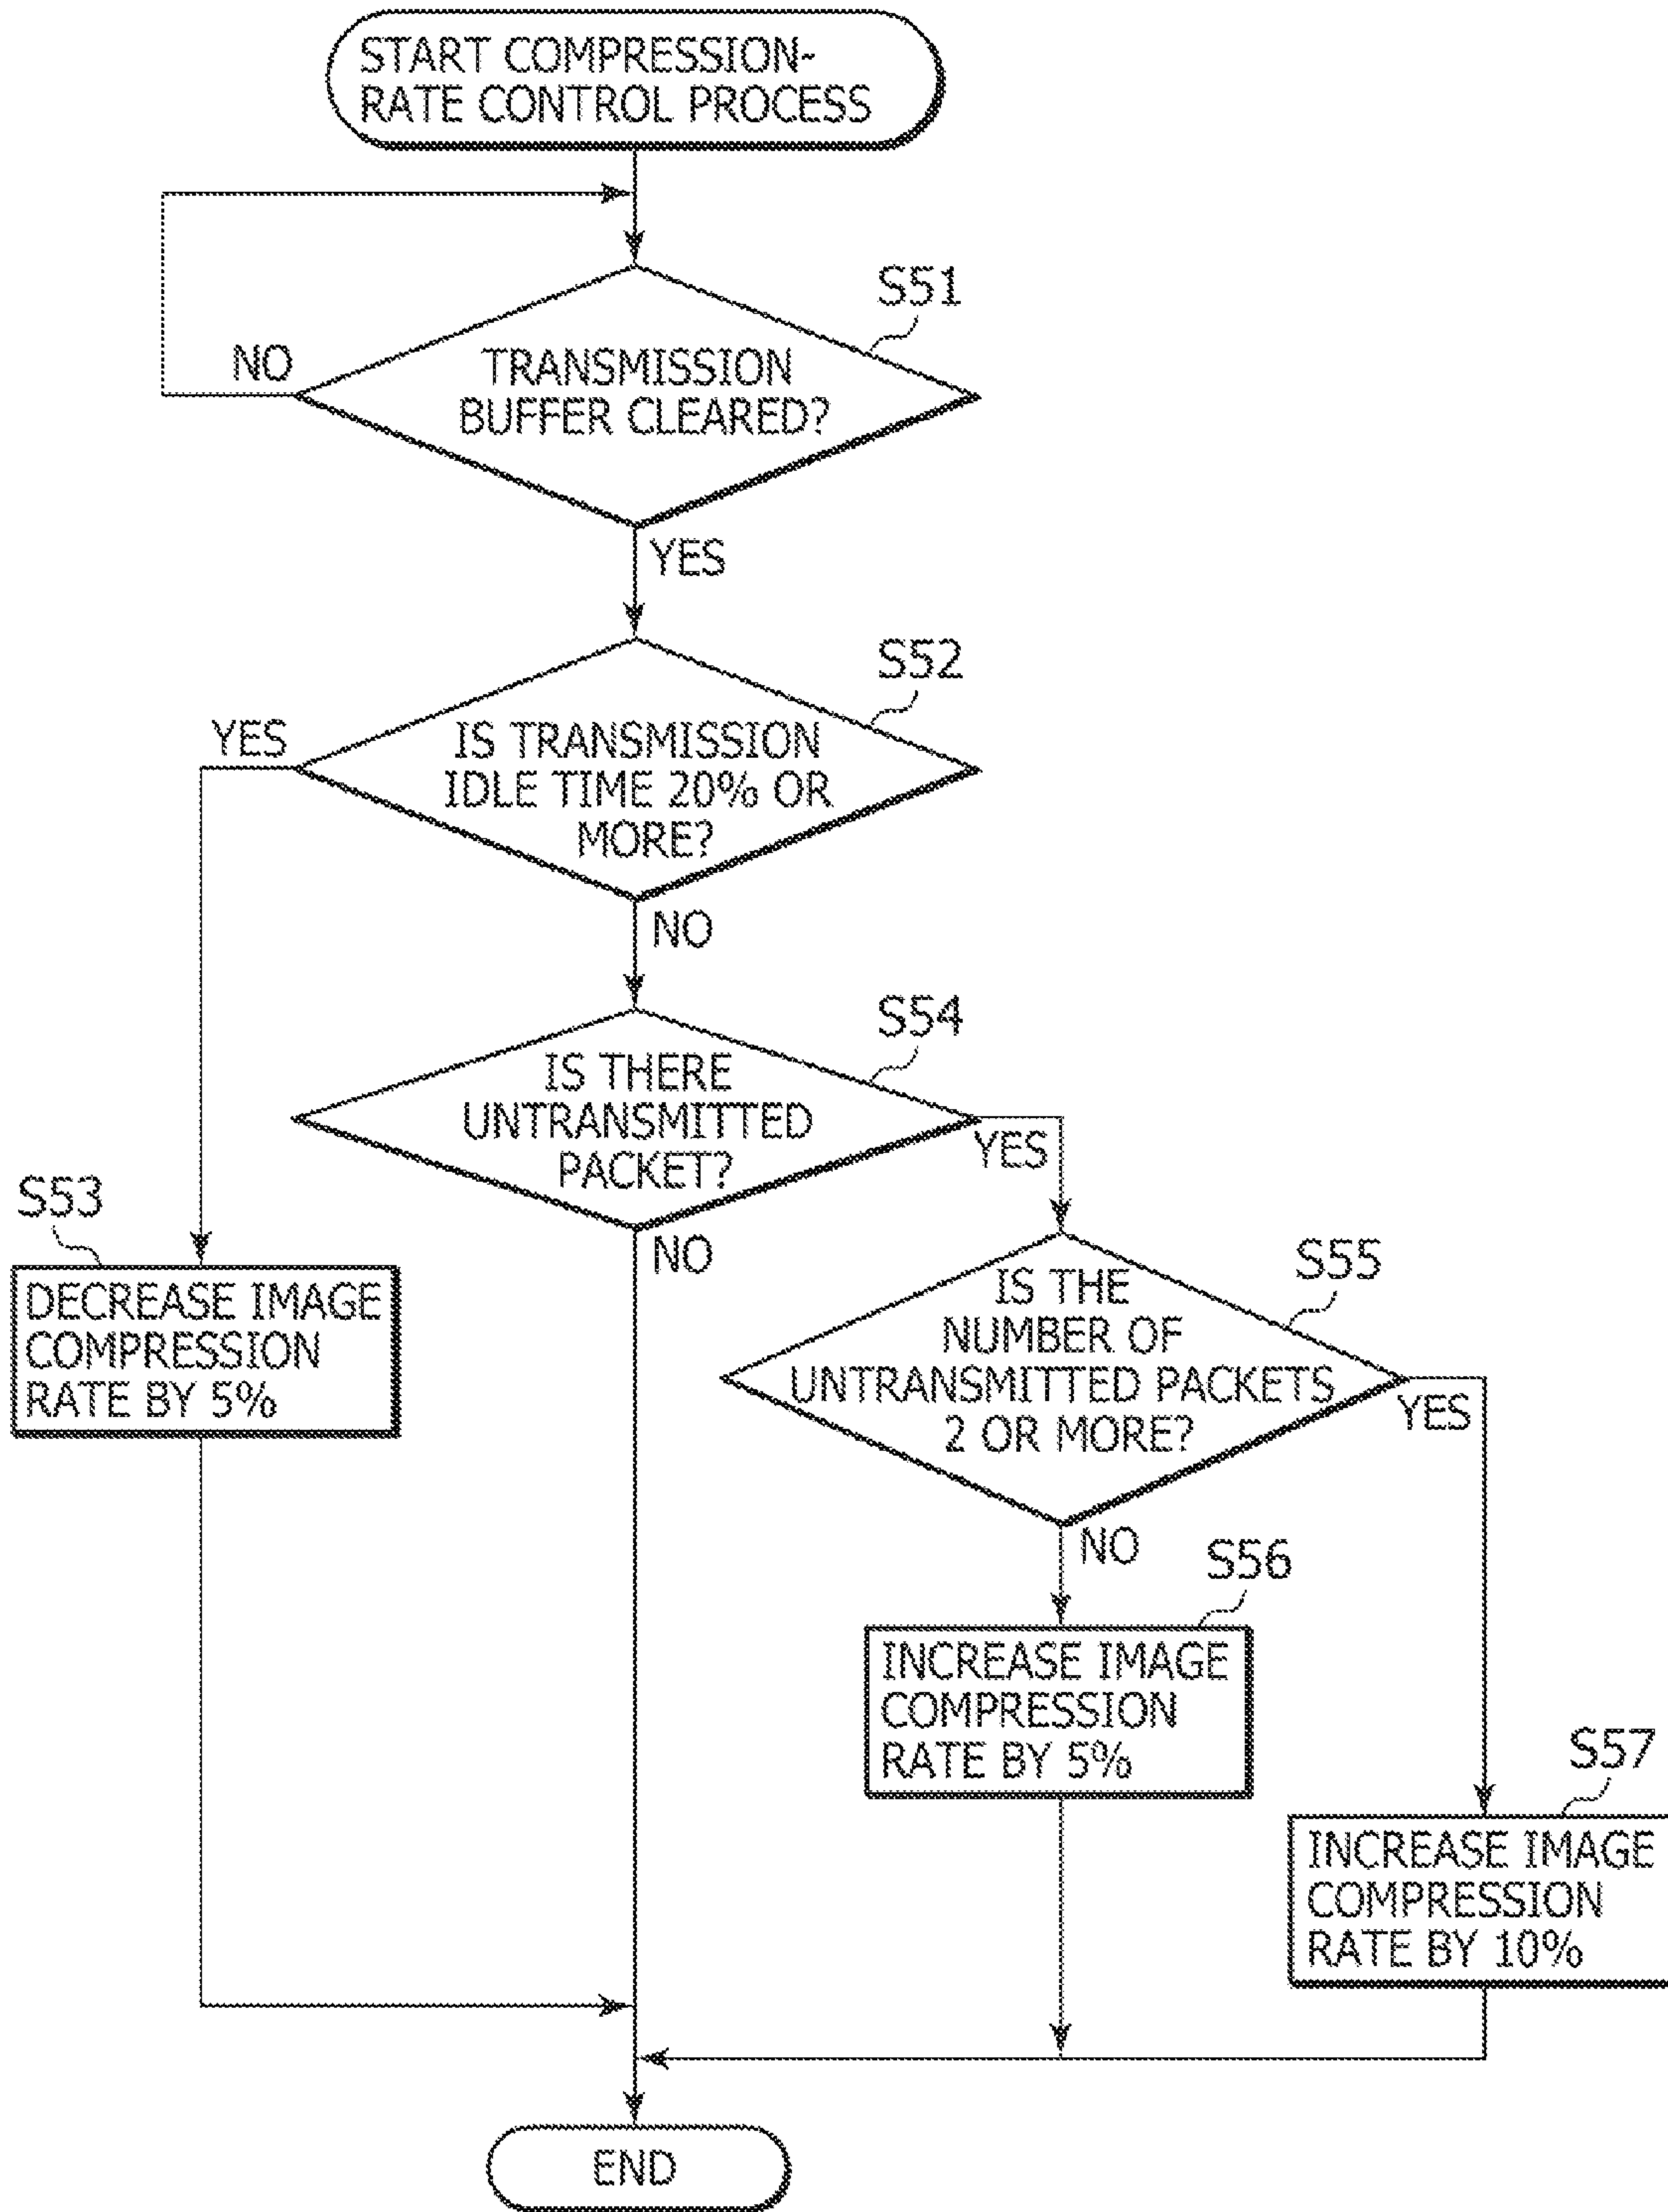 START COMPRESSION-
RATE CONTROL PROCESS
S51
NO
TRANSMISSION
BUFFER CLEARED?
YES
S52
YES
IS TRANSMISSION
IDLE TIME 20% OR
MORE?
NO
S54
IS THERE
UNTRANSMITTED
PACKET?
YES
S53
NO
DECREASE IMAGE
COMPRESSION
RATE BY 5%
S55
IS THE
NUMBER OF
UNTRANSMITTED PACKETS
2 OR MORE?
YES
NO
S56
INCREASE IMAGE
COMPRESSION
RATE BY 5%
S57
INCREASE IMAGE
COMPRESSION
RATE BY 10%
END